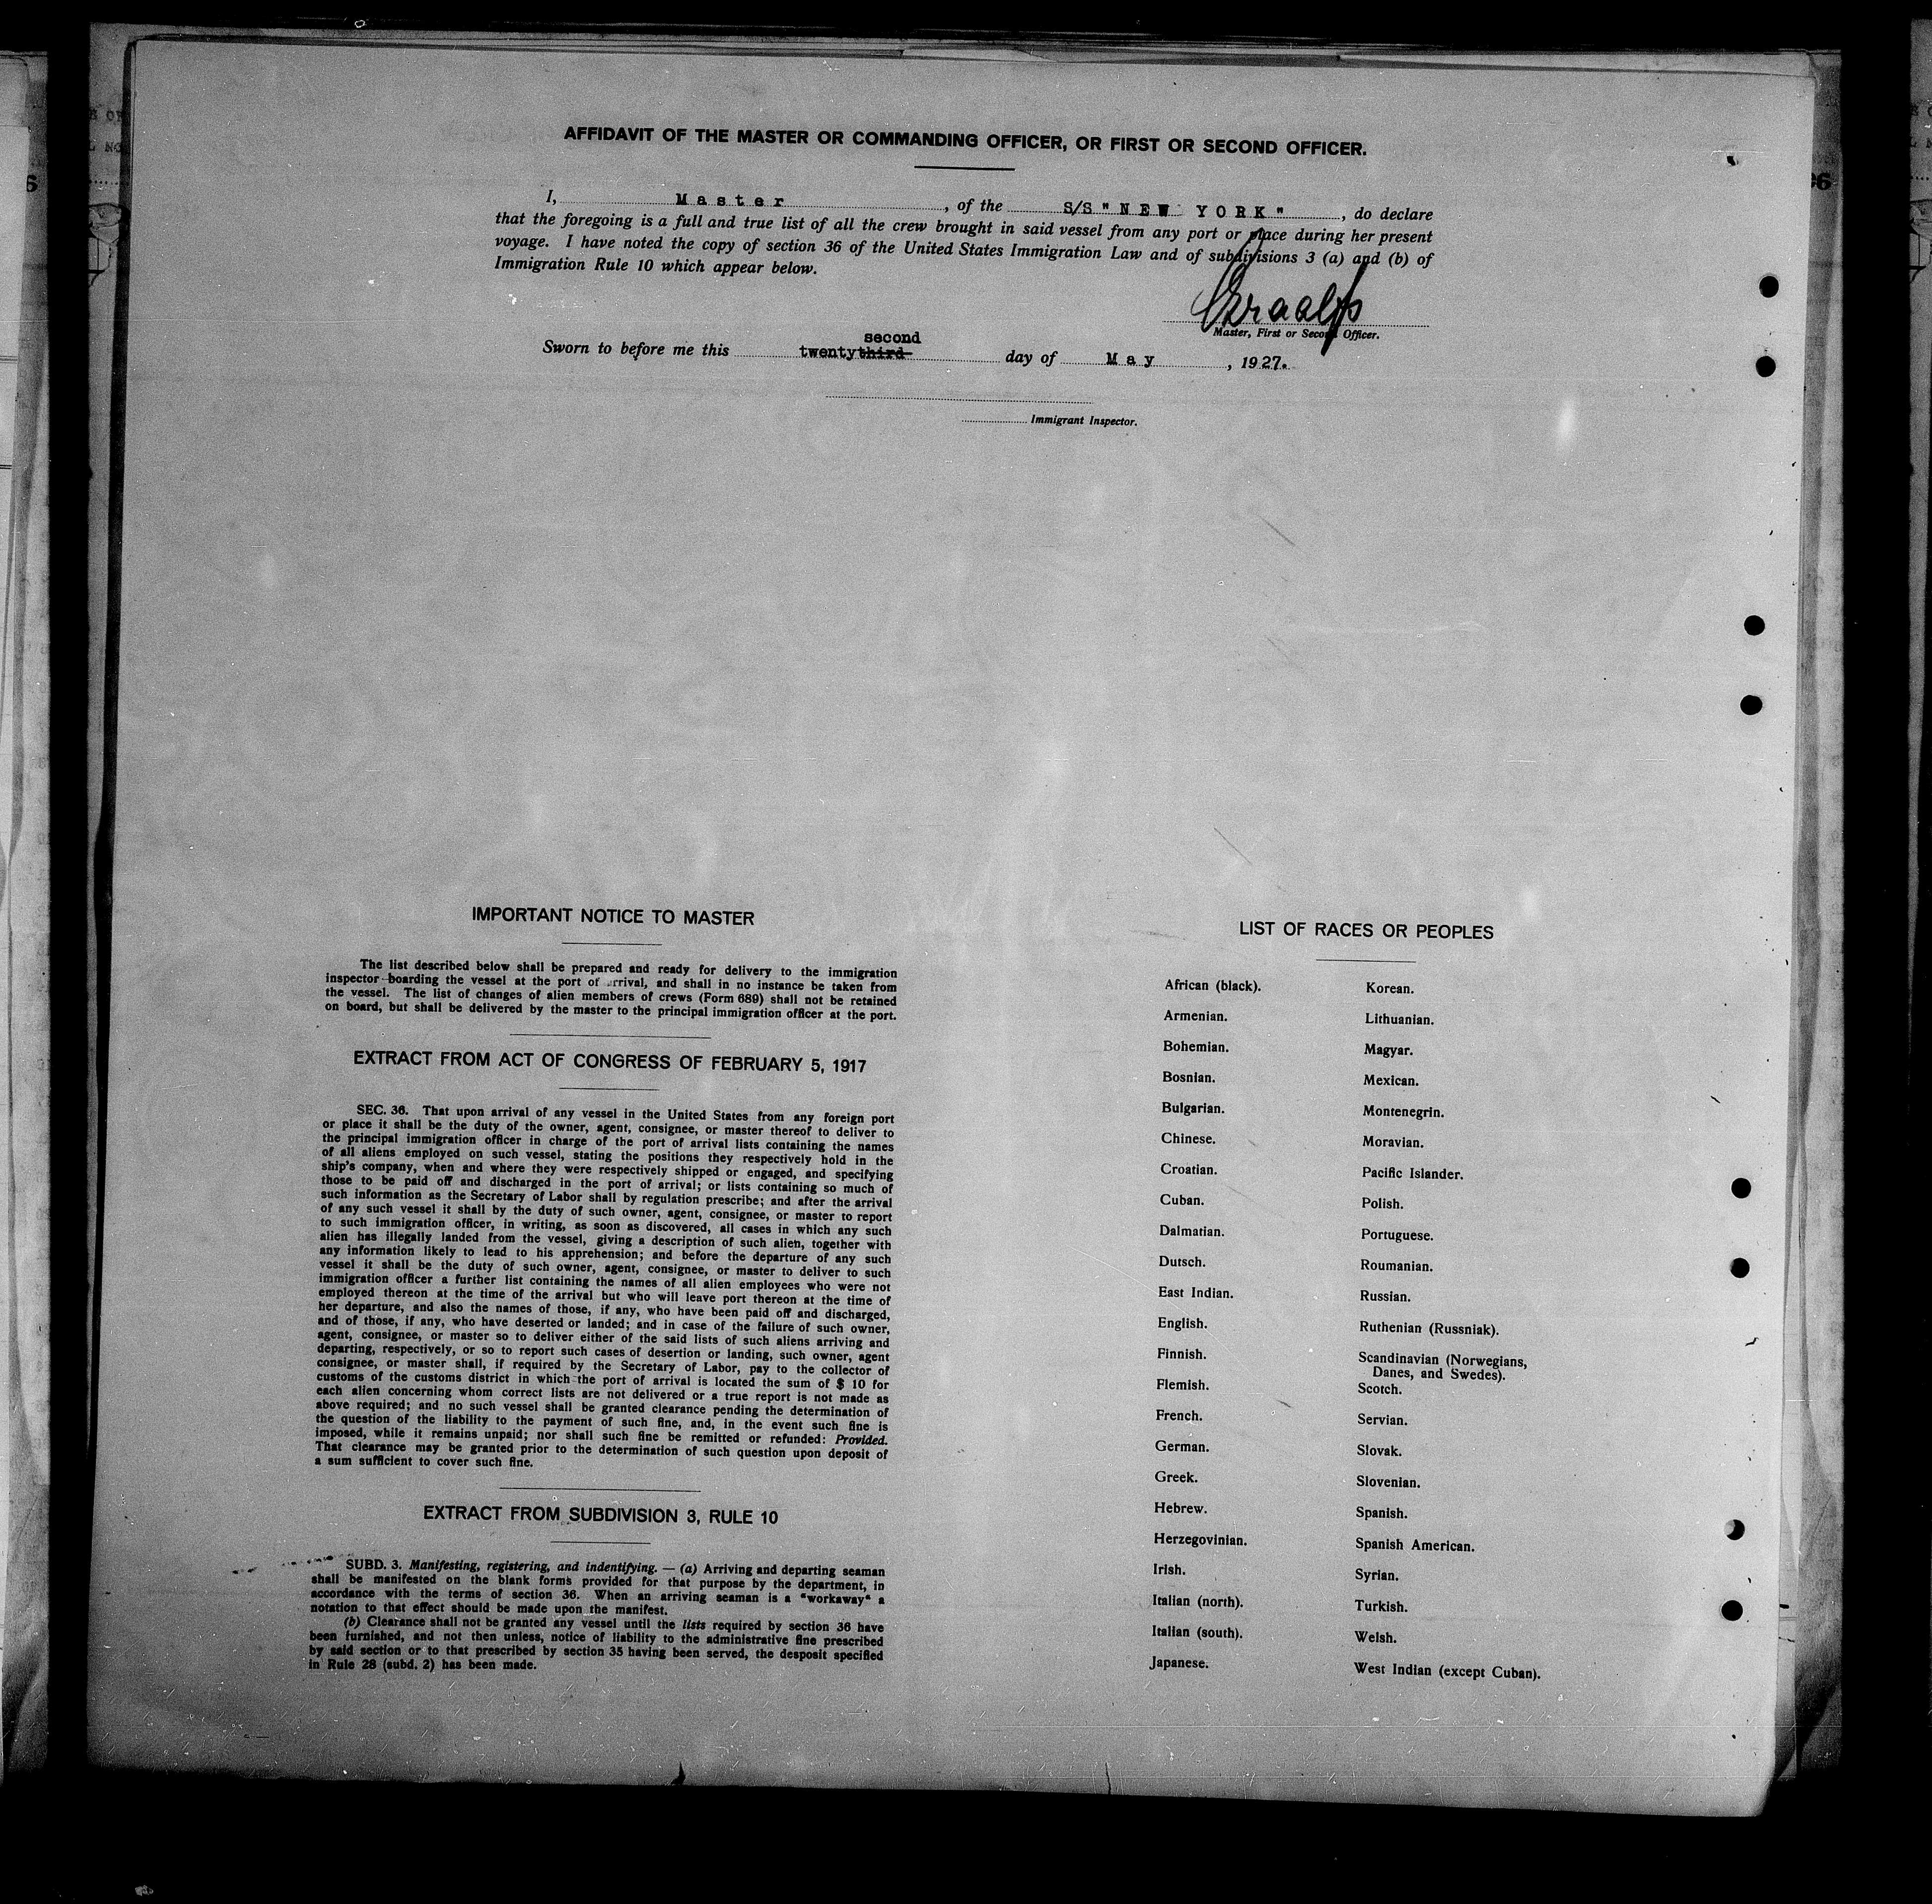 AFFIDAVIT OF THE MASTER OR COMMANDING OFFICER, OR FIRST OR SECOND OFFICER.
I, Master, of the S/S "NEW YORK", do declare
that the foregoing is a full and true list of all the crew brought in said vessel from any port or place during her present
voyage. I have noted the copy of section 36 of the United States Immigration Law and of subdivisions 3 (a) and (b) of
Immigration Rule 10 which appear below.
Master, First or Second Officer.
second
Sworn to before me this twentythird day of May, 1927.
Immigrant Inspector.
IMPORTANT NOTICE TO MASTER
The list described below shall be prepared and ready for delivery to the immigration
inspector boarding the vessel at the port of arrival, and shall in no instance be taken from
the vessel. The list of changes of alien members of crews (Form 689) shall not be retained
on board, but shall be delivered by the master to the principal immigration officer at the port.
EXTRACT FROM ACT OF CONGRESS OF FEBRUARY 5, 1917
SEC. 36. That upon arrival of any vessel in the United States from any foreign port
or place it shall be the duty of the owner, agent, consignee, or master thereof to deliver to
the principal immigration officer in charge of the port of arrival lists containing the names
of all aliens employed on such vessel, stating the positions they respectively hold in the
ship's company, when and where they were respectively shipped or engaged, and specifying
those to be paid off and discharged in the port of arrival; or lists containing so much of
such information as the Secretary of Labor shall by regulation prescribe; and after the arrival
of any such vessel it shall by the duty of such owner, agent, consignee, or master to report
to such immigration officer, in writing, as soon as discovered, all cases in which any such
alien has illegally landed from the vessel, giving a description of such alien, together with
any information likely to lead to his apprehension; and before the departure of any such
vessel it shall be the duty of such owner, agent, consignee, or master to deliver to such
immigration officer a further list containing the names of all alien employees who were not
employed thereon at the time of the arrival but who will leave port thereon at the time of
her departure, and also the names of those, if any, who have been paid off and discharged,
and of those, if any, who have deserted or landed; and in case of the failure of such owner,
agent, consignee, or master so to deliver either of the said lists of such aliens arriving and
departing, respectively, or so to report such cases of desertion or landing, such owner, agent
consignee, or master shall, if required by the Secretary of Labor, pay to the collector of
customs of the customs district in which the port of arrival is located the sum of $ 10 for
each alien concerning whom correct lists are not delivered or a true report is not made as
above required; and no such vessel shall be granted clearance pending the determination of
the question of the liability to the payment of such fine, and, in the event such fine is
imposed, while it remains unpaid; nor shall such fine be remitted or refunded: Provided.
That clearance may be granted prior to the determination of such question upon deposit of
a sum sufficient to cover such fine.
EXTRACT FROM SUBDIVISION 3, RULE 10
SUBD. 3. Manifesting, registering, and indentifying. — (a) Arriving and departing seaman
shall be manifested on the blank forms provided for that purpose by the department, in
accordance with the terms of section 36. When an arriving seaman is a "workaway" a
notation to that effect should be made upon the manifest.
(b) Clearance shall not be granted any vessel until the lists required by section 36 have
been furnished, and not then unless, notice of liability to the administrative fine prescribed
by said section or to that prescribed by section 35 having been served, the desposit specified
in Rule 28 (subd. 2) has been made.
LIST OF RACES OR PEOPLES
African (black).
Armenian.
Bohemian.
Bosnian.
Bulgarian.
Chinese.
Croatian.
Cuban.
Dalmatian.
Dutsch.
East Indian.
English.
Finnish.
Flemish.
French.
German.
Greek.
Hebrew.
Herzegovinian.
Irish.
Italian (north).
Italian (south).
Japanese.
Korean.
Lithuanian.
Magyar.
Mexican.
Montenegrin.
Moravian.
Pacific Islander.
Polish.
Portuguese.
Roumanian.
Russian.
Ruthenian (Russniak).
Scandinavian (Norwegians,
Danes, and Swedes).
Scotch.
Servian.
Slovak.
Slovenian.
Spanish.
Spanish American.
Syrian.
Turkish.
Welsh.
West Indian (except Cuban).